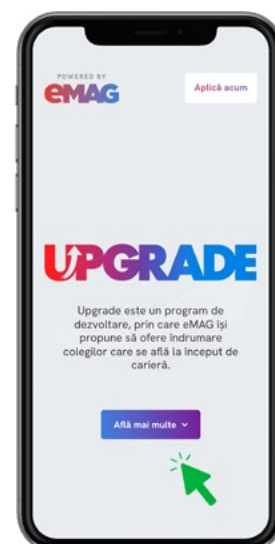 POWERED BY
eMAG
Aplică acum
UPGRADE
Upgrade este un program de
dezvoltare, prin care eMAG își
propune să ofere îndrumare
colegilor care se află la început de
carieră.
Află mai multe